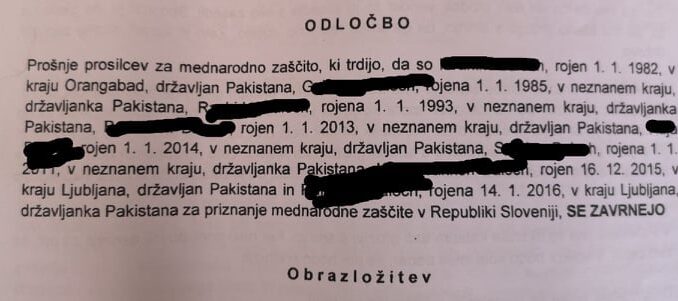 ODLOČBO
Prošnje prosilcev za mednarodno zaščito, ki trdijo, da so rojen 1. 1. 1982, v
kraju Orangabad, državljan Pakistana, rojena 1. 1. 1985, v neznanem kraju,
državljanka Pakistana, rojena 1. 1. 1993, v neznanem kraju, državljanka
Pakistana, rojen 1. 1. 2013, v neznanem kraju, državljan Pakistana,
rojen 1. 1. 2014, v neznanem kraju, državljan Pakistana, rojena 1. 1.
v neznanem kraju, državljanka Pakistana, rojen 16. 12. 2015, v
kraju Ljubljana, državljan Pakistana in rojena 14. 1. 2016, v kraju Ljubljana,
državljanka Pakistana za priznanje mednarodne zaščite v Republiki Sloveniji, SE ZAVRNEJO
Obrazložitev